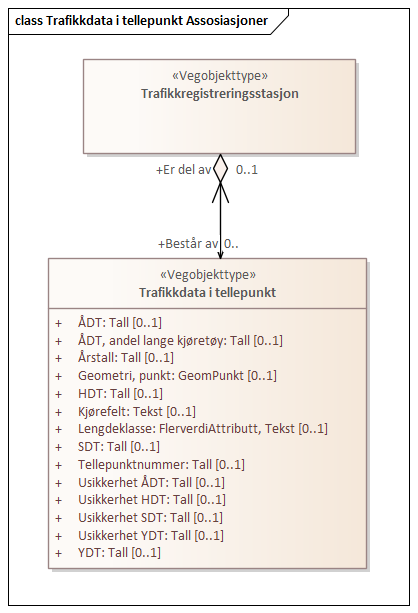 class Trafikkdata i tellepunkt Assosiasjoner
«Vegobjekttype»
Trafikkregistreringsstasjon
+Er del av 0..1
+Består av 0..
«Vegobjekttype»
Trafikkdata i tellepunkt
+ ÅDT: Tall [0..1]
+ ÅDT, andel lange kjøretøy: Tall [0..1]
+ Årstall: Tall [0..1]
+ Geometri, punkt: GeomPunkt [0..1]
+ HDT: Tall [0..1]
+ Kjørefelt: Tekst [0..1]
+ Lengdeklasse: FlerverdiAttributt, Tekst [0..1]
+ SDT: Tall [0..1]
+ Tellepunktnummer: Tall [0..1]
+ Usikkerhet ÅDT: Tall [0..1]
+ Usikkerhet HDT: Tall [0..1]
+ Usikkerhet SDT: Tall [0..1]
+ Usikkerhet YDT: Tall [0..1]
+ YDT: Tall [0..1]